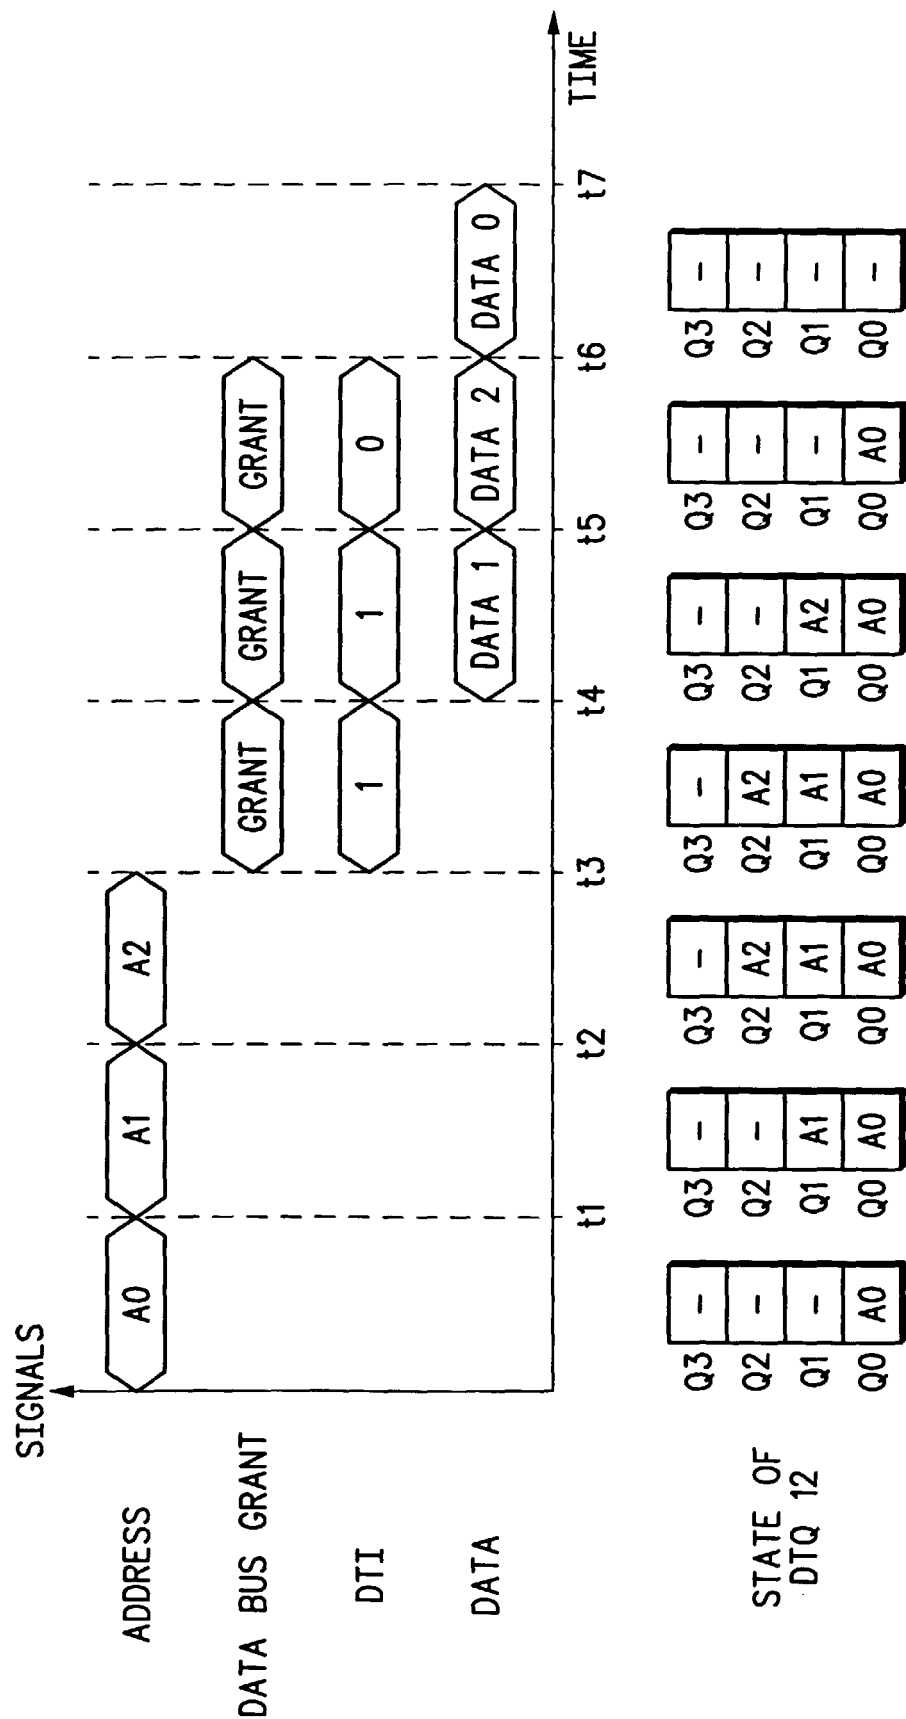 SIGNALS
ADDRESS A0 A1 A2
DATA BUS GRANT GRANT GRANT GRANT
DTI 1 1 0
DATA DATA 1 DATA 2 DATA 0
t1 t2 t3 t4 t5 t6 t7
TIME
STATE OF
DTQ 12
Q3 - Q3 - Q3 - Q3 - Q3 - Q3 - Q3 -
Q2 - Q2 - Q2 A2 Q2 A2 Q2 - Q2 - Q2 -
Q1 - Q1 A1 Q1 A1 Q1 A1 Q1 A2 Q1 - Q1 -
Q0 A0 Q0 A0 Q0 A0 Q0 A0 Q0 A0 Q0 A0 Q0 -